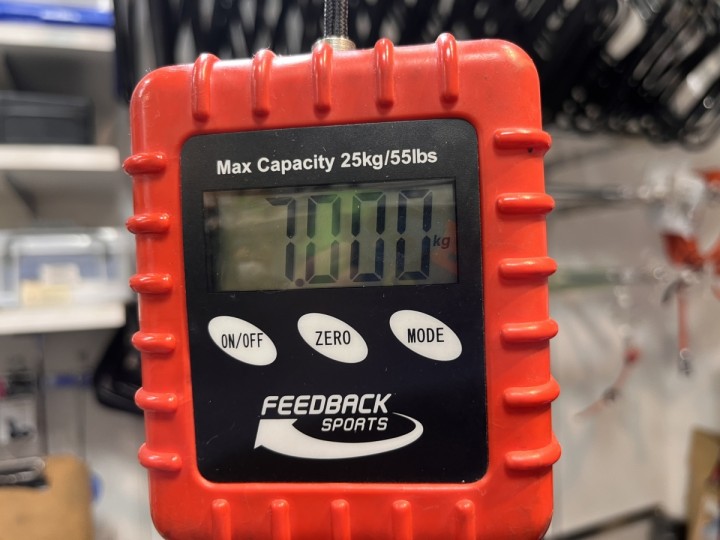 Max Capacity 25kg/55lbs
7.000 kg
ON/OFF ZERO MODE
FEEDBACK
SPORTS